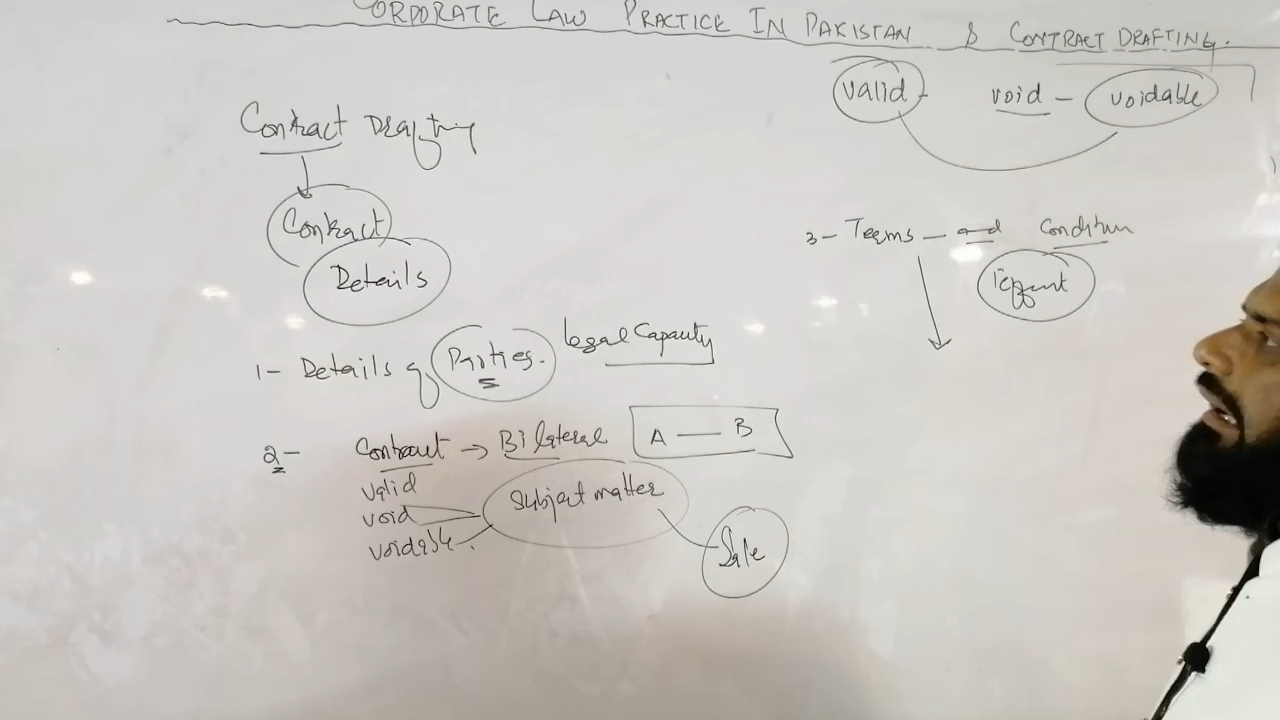 CORPORATE LAW PRACTICE IN PAKISTAN & CONTRACT DRAFTING.
valid - void - voidable
Contract Drafting
Contract
Details
1- Details of Parties. legal Capacity
2- Contract → Bilateral A — B
valid
void
voidable
Subject matter
Sale
3- Terms - and Condition